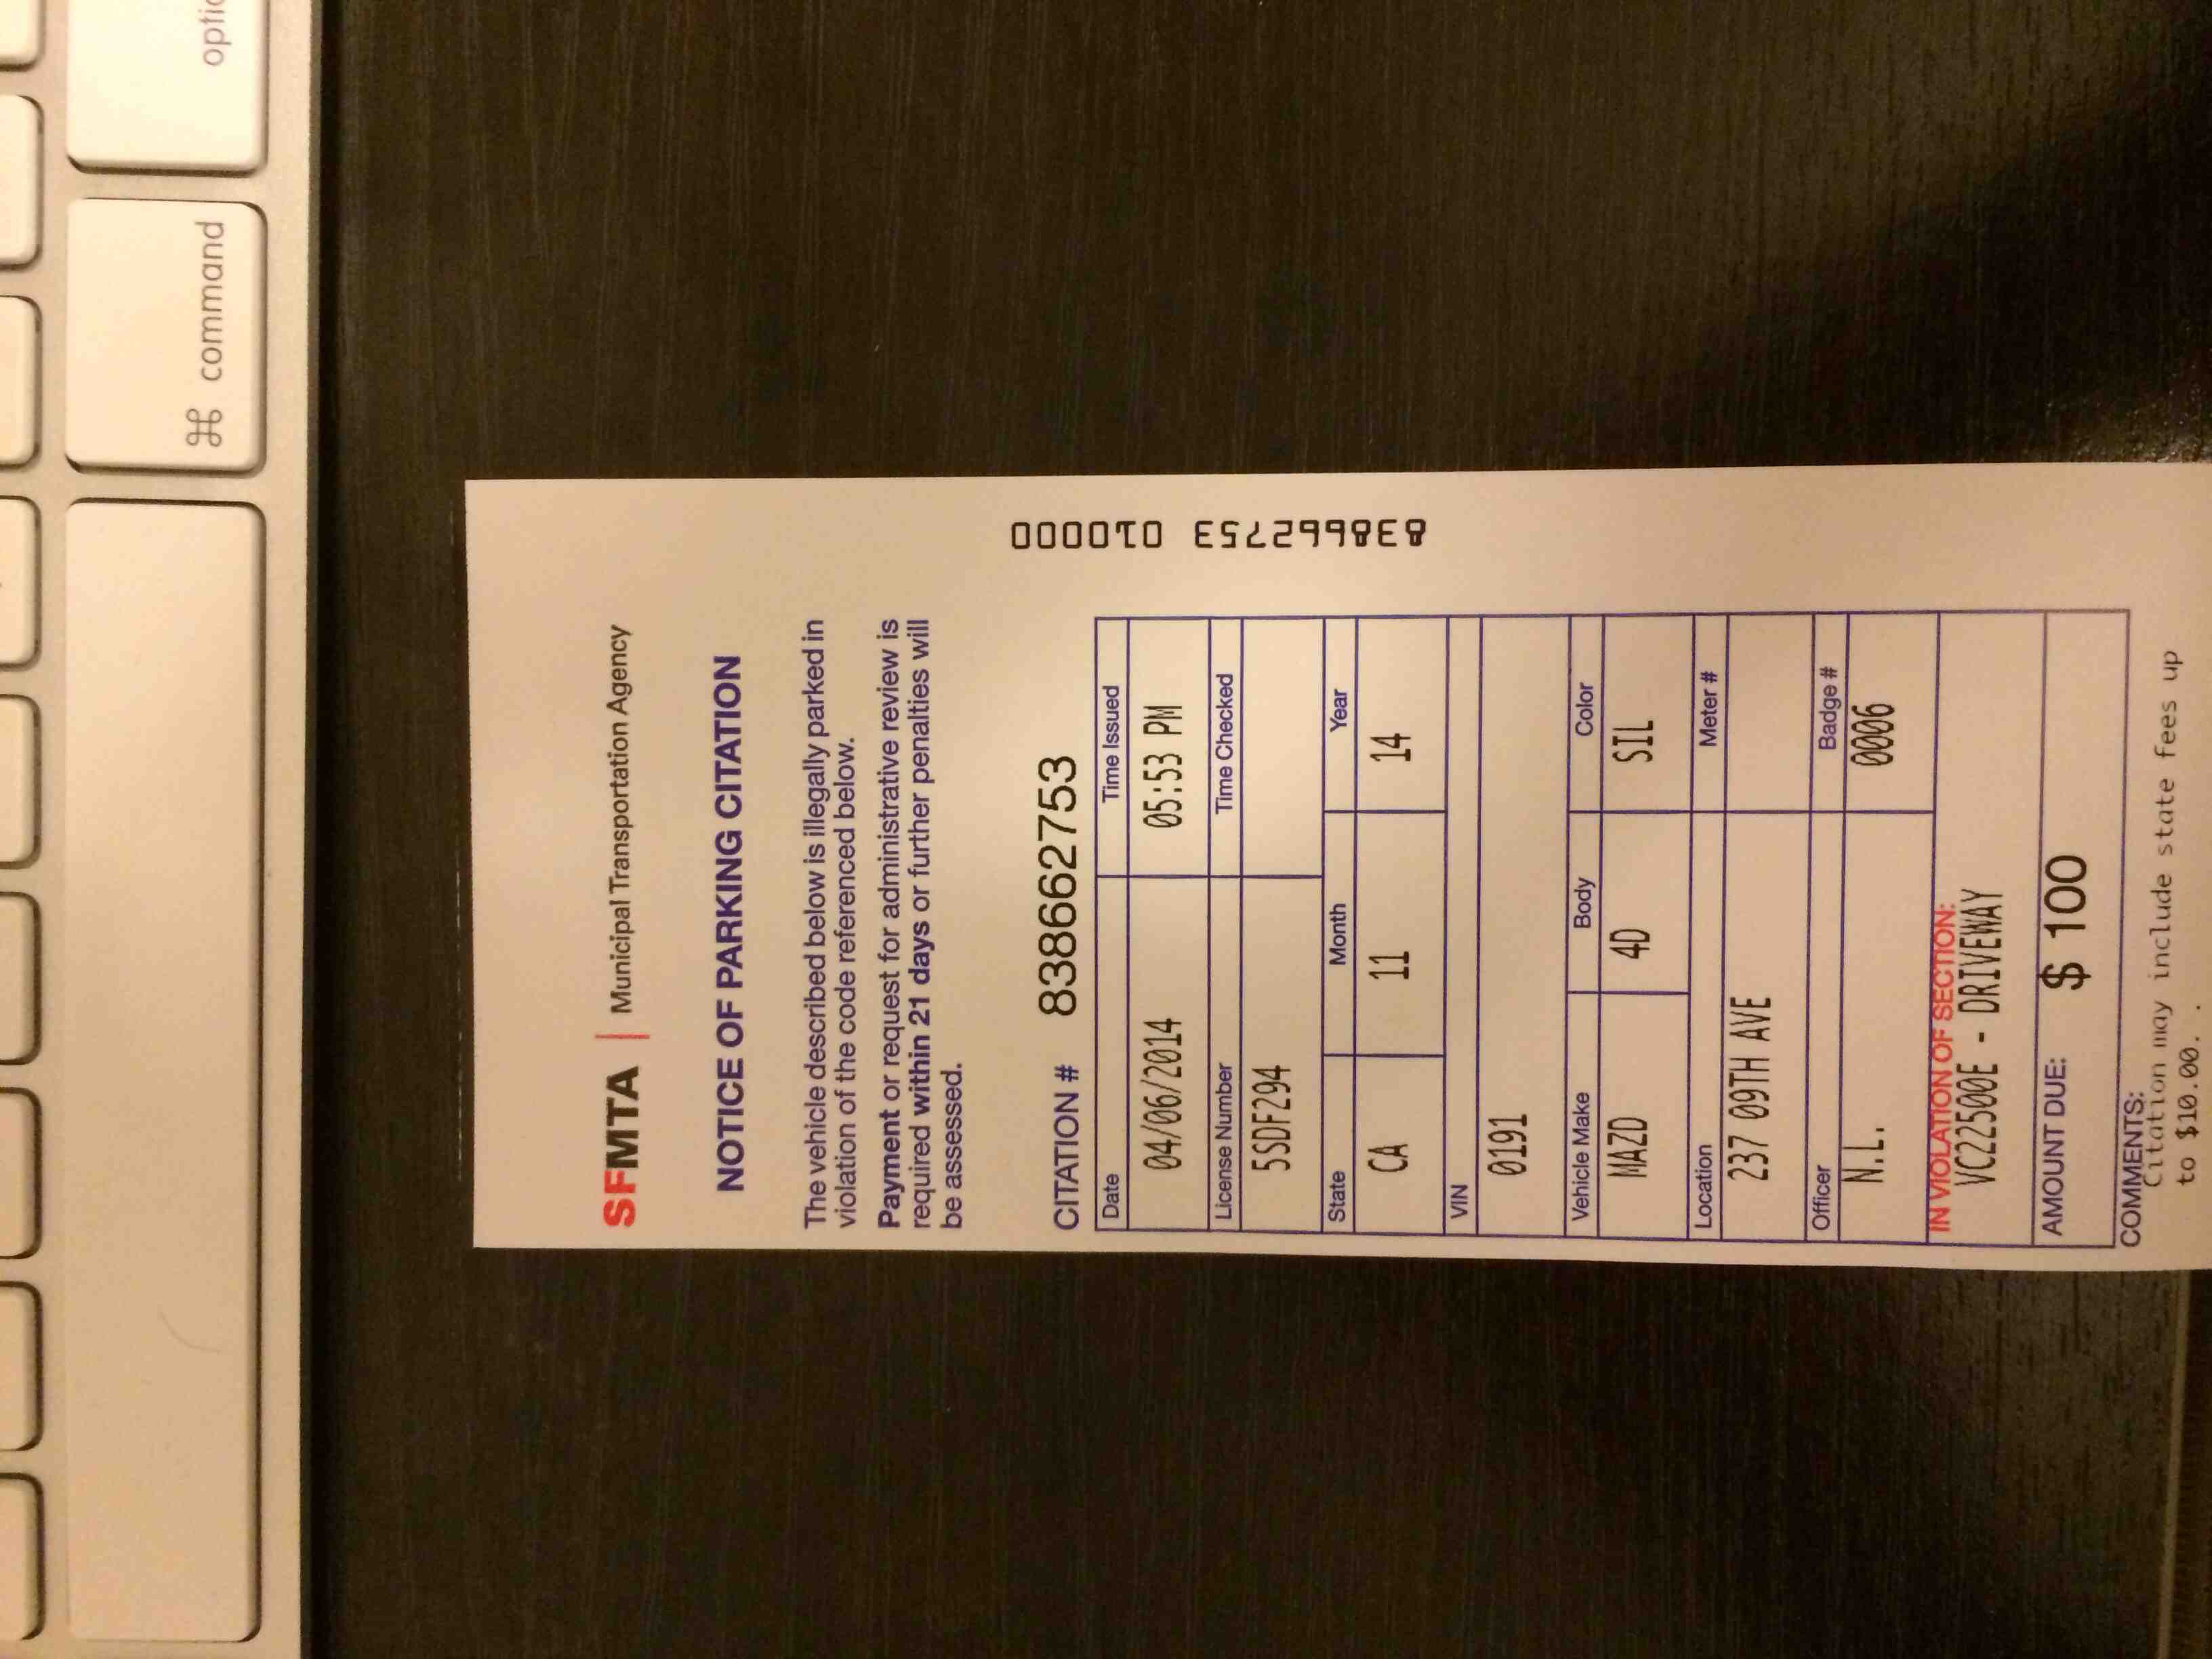 ⌘ command
optio
SFMTA | Municipal Transportation Agency
NOTICE OF PARKING CITATION
The vehicle described below is illegally parked in
violation of the code referenced below.
Payment or request for administrative review is
required within 21 days or further penalties will
be assessed.
CITATION # 838662753
Date Time Issued
04/06/2014 05:53 PM
License Number Time Checked
5SDF294
State Month Year
CA 11 14
VIN
0191
Vehicle Make Body Color
MAZD 4D SIL
Location Meter #
237 09TH AVE
Officer Badge #
N.L. 0006
IN VIOLATION OF SECTION:
VC22500E - DRIVEWAY
AMOUNT DUE: $ 100
COMMENTS:
Citation may include state fees up
to $10.00. .
838662753 010000